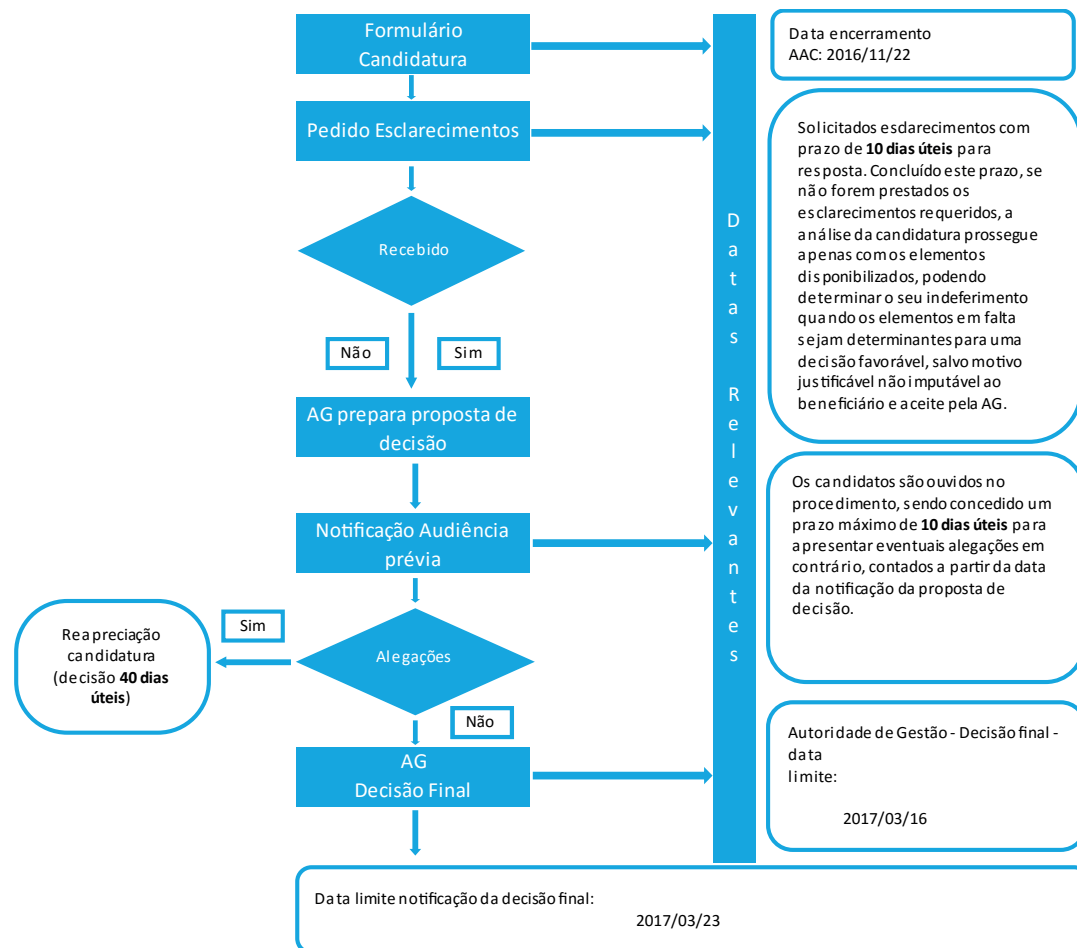 Formulário
Candidatura
Data encerramento
AAC: 2016/11/22
Pedido Esclarecimentos
Solicitados esclarecimentos com
prazo de 10 dias úteis para
resposta. Concluído este prazo, se
não forem prestados os
esclarecimentos requeridos, a
análise da candidatura prossegue
apenas com os elementos
disponibilizados, podendo
determinar o seu indeferimento
quando os elementos em falta
sejam determinantes para uma
decisão favorável, salvo motivo
justificável não imputável ao
beneficiário e aceite pela AG.
Recebido
Não
Sim
Datas Relevantes
AG prepara proposta de
decisão
Notificação Audiência
prévia
Os candidatos são ouvidos no
procedimento, sendo concedido um
prazo máximo de 10 dias úteis para
apresentar eventuais alegações em
contrário, contados a partir da data
da notificação da proposta de
decisão.
Alegações
Sim
Reapreciação
candidatura
(decisão 40 dias
úteis)
Não
AG
Decisão Final
Autoridade de Gestão - Decisão final -
data
limite:
2017/03/16
Data limite notificação da decisão final:
2017/03/23